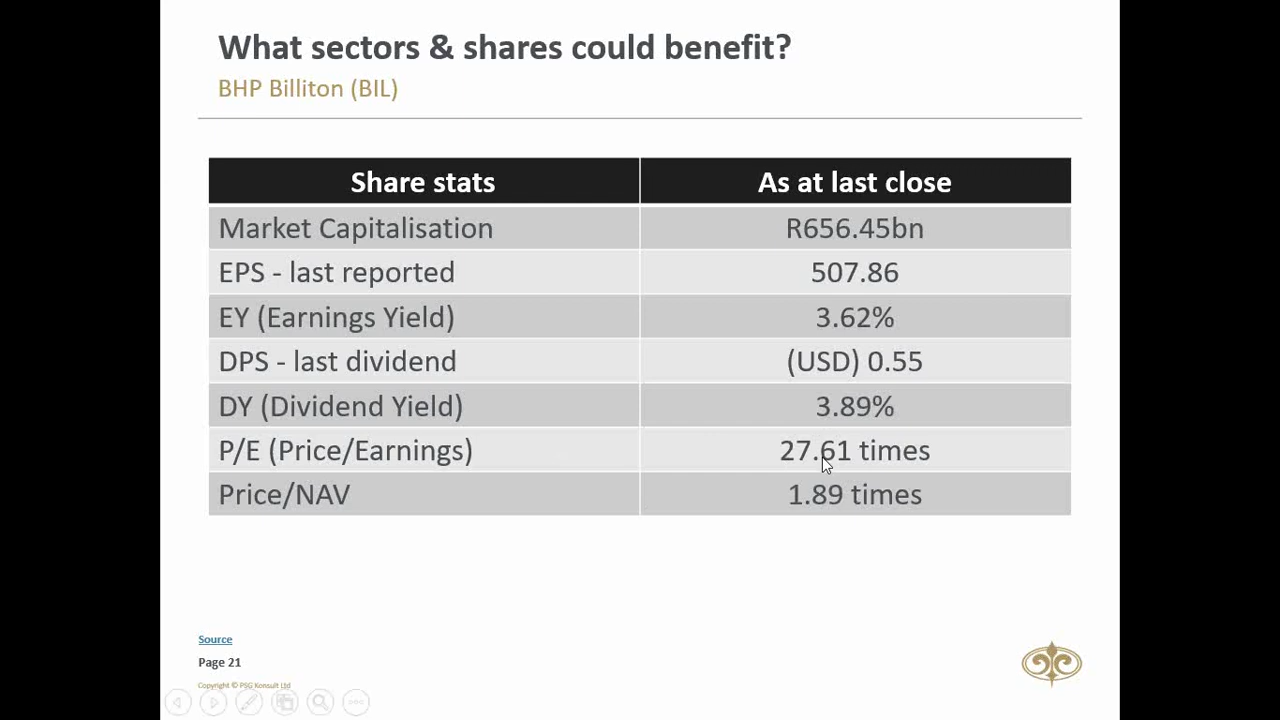 What sectors & shares could benefit?
BHP Billiton (BIL)
Share stats As at last close
Market Capitalisation R656.45bn
EPS - last reported 507.86
EY (Earnings Yield) 3.62%
DPS - last dividend (USD) 0.55
DY (Dividend Yield) 3.89%
P/E (Price/Earnings) 27.61 times
Price/NAV 1.89 times
Source
Page 21
Copyright © PSG Konsult Ltd